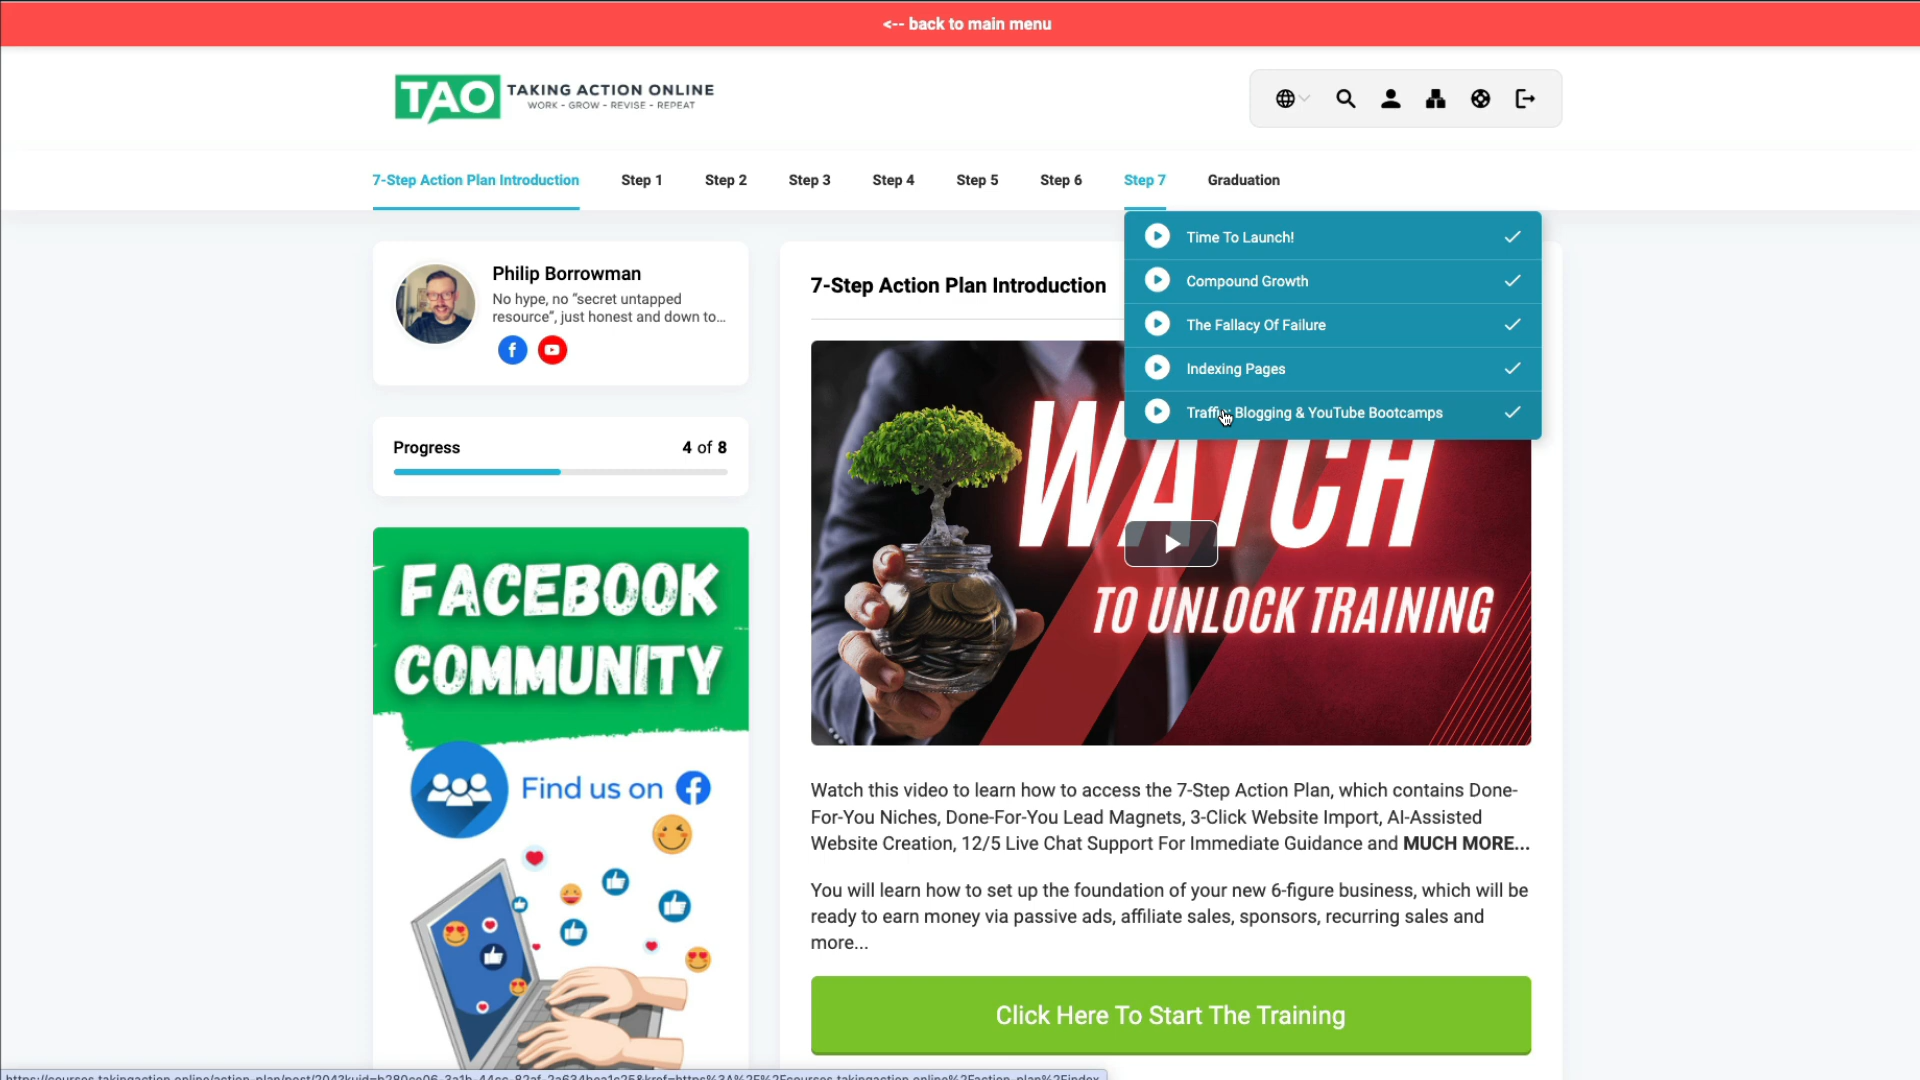 <-- back to main menu
TAO TAKING ACTION ONLINE
WORK - GROW - REVISE - REPEAT
7-Step Action Plan Introduction Step 1 Step 2 Step 3 Step 4 Step 5 Step 6 Step 7 Graduation
Time To Launch!
Compound Growth
The Fallacy Of Failure
Indexing Pages
Traffic, Blogging & YouTube Bootcamps
Philip Borrowman
No hype, no "secret untapped
resource", just honest and down to...
Progress 4 of 8
FACEBOOK
COMMUNITY
Find us on
7-Step Action Plan Introduction
WATCH
TO UNLOCK TRAINING
Watch this video to learn how to access the 7-Step Action Plan, which contains Done-
For-You Niches, Done-For-You Lead Magnets, 3-Click Website Import, AI-Assisted
Website Creation, 12/5 Live Chat Support For Immediate Guidance and MUCH MORE...
You will learn how to set up the foundation of your new 6-figure business, which will be
ready to earn money via passive ads, affiliate sales, sponsors, recurring sales and
more...
Click Here To Start The Training